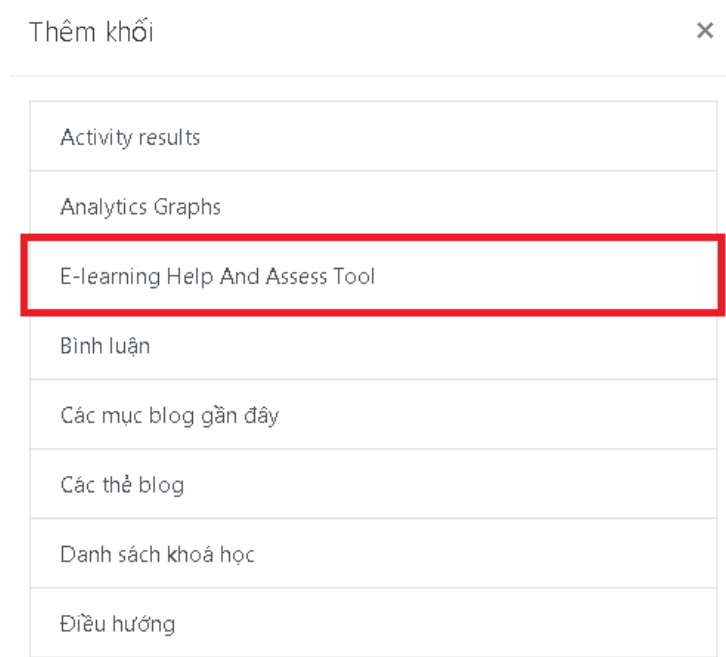 Thêm khối
×
Activity results
Analytics Graphs
E-learning Help And Assess Tool
Bình luận
Các mục blog gần đây
Các thẻ blog
Danh sách khoá học
Điều hướng